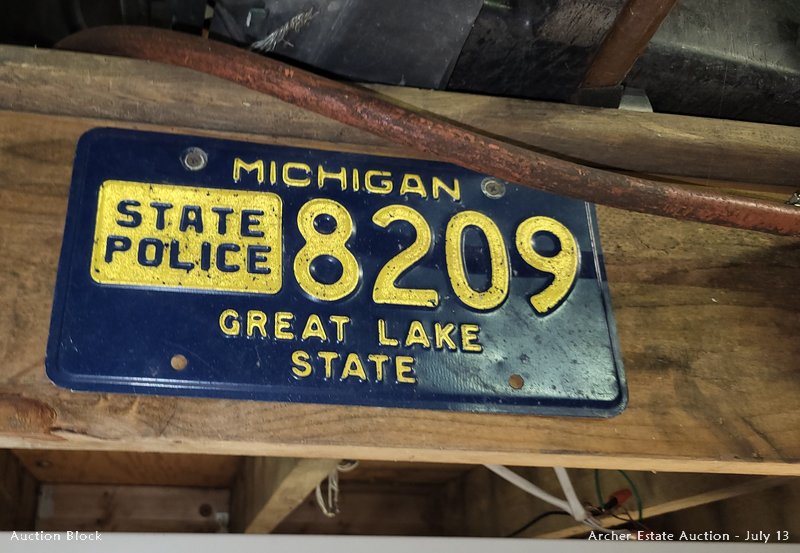 MICHIGAN
STATE
POLICE
8209
GREAT LAKE
STATE
Auction Block
Archer Estate Auction - July 13